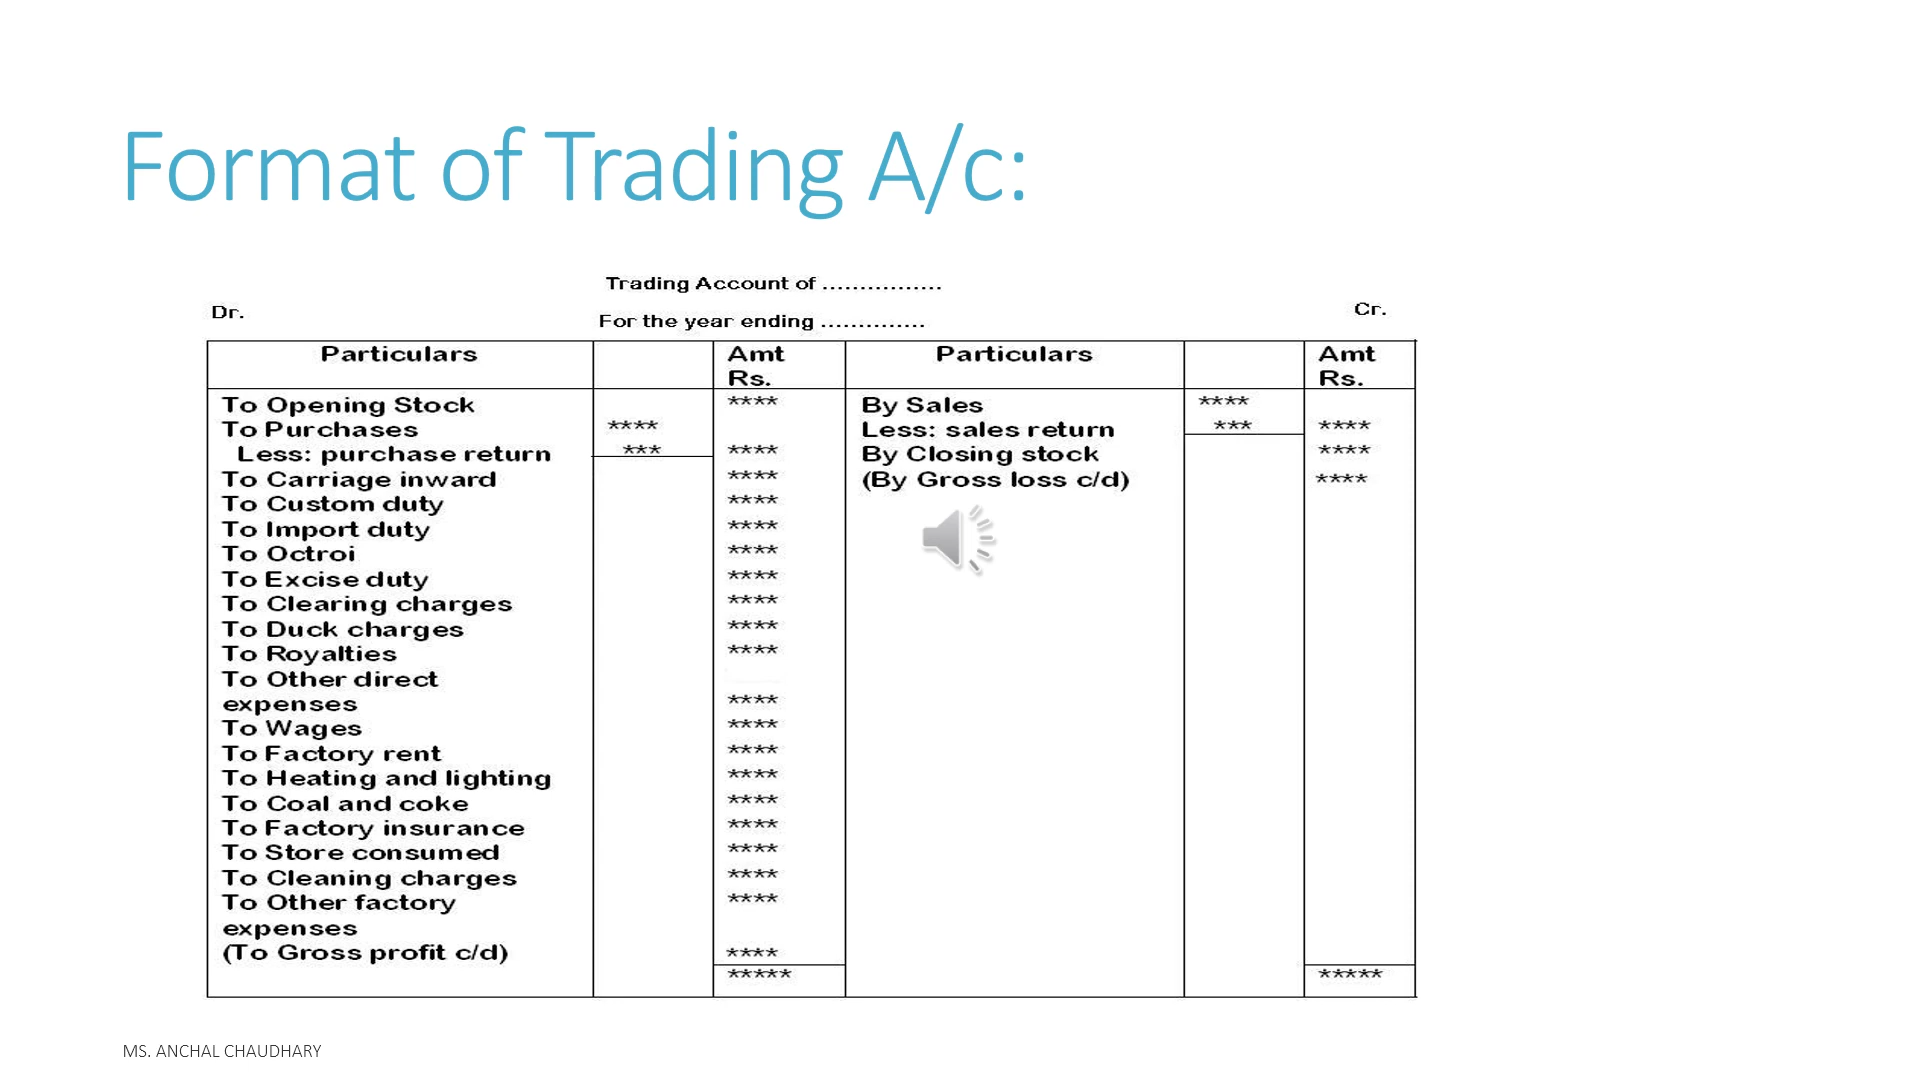 Format of Trading A/c:
Trading Account of ................
Dr.
Cr.
For the year ending ..............
Particulars Amt Rs. Particulars Amt Rs.
To Opening Stock **** By Sales ****
To Purchases **** Less: sales return *** ****
Less: purchase return *** **** By Closing stock ****
To Carriage inward **** (By Gross loss c/d) ****
To Custom duty ****
To Import duty ****
To Octroi ****
To Excise duty ****
To Clearing charges ****
To Duck charges ****
To Royalties ****
To Other direct
expenses ****
To Wages ****
To Factory rent ****
To Heating and lighting ****
To Coal and coke ****
To Factory insurance ****
To Store consumed ****
To Cleaning charges ****
To Other factory ****
expenses
(To Gross profit c/d) ****
***** *****
MS. ANCHAL CHAUDHARY